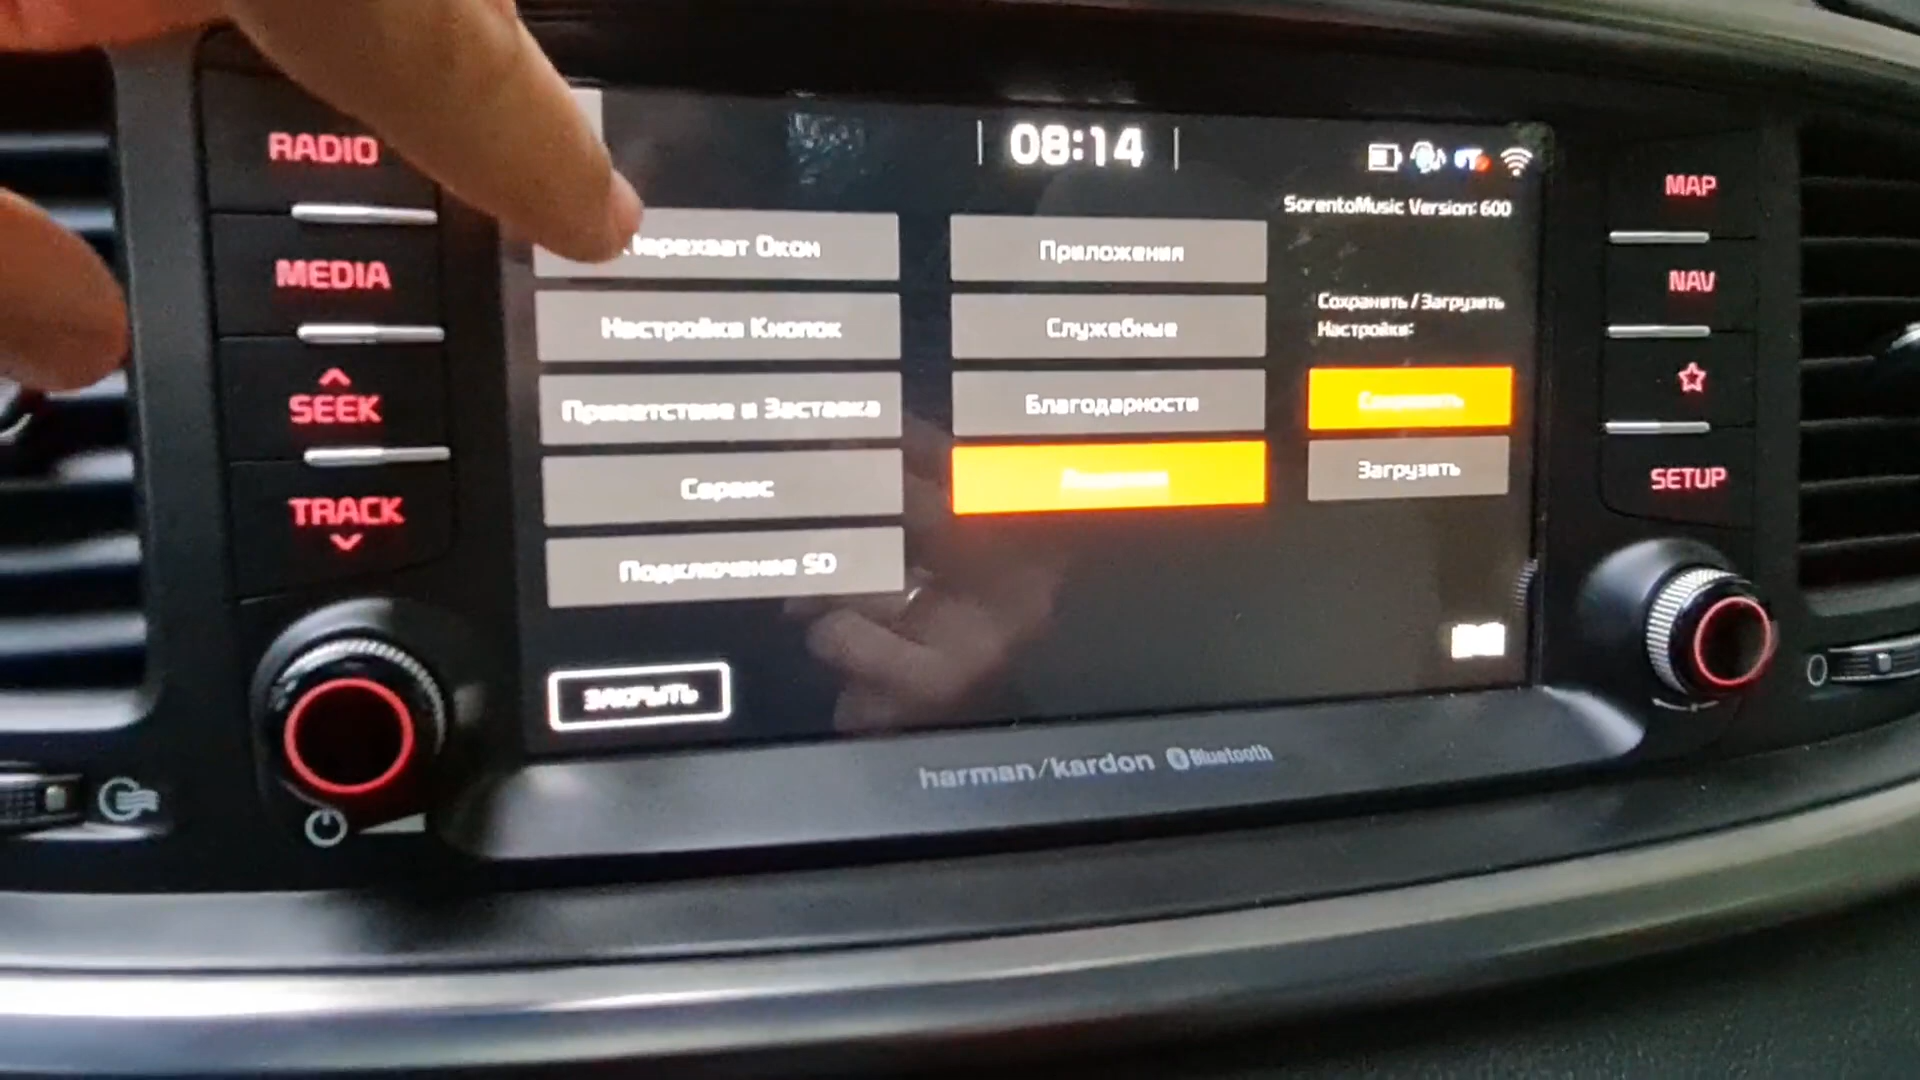 08:14
SorentoMusic Version: 600
RADIO
MEDIA
SEEK
TRACK
Перехват Окон
Настройка Кнопок
Приветствие и Заставка
Сервис
Подключение SD
ЗАКРЫТЬ
Приложения
Служебные
Благодарности
Сохранить / Загрузить
Настройки:
Сохранить
Загрузить
MAP
NAV
SETUP
harman/kardon Bluetooth